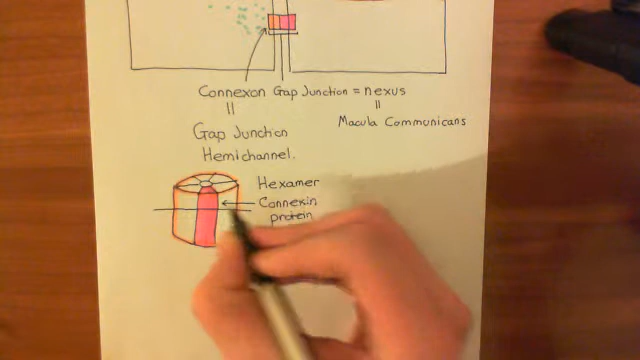 Connexon Gap Junction = nexus
||
||
Gap Junction
Hemichannel.
Macula Communicans
Hexamer
Connexin
protein